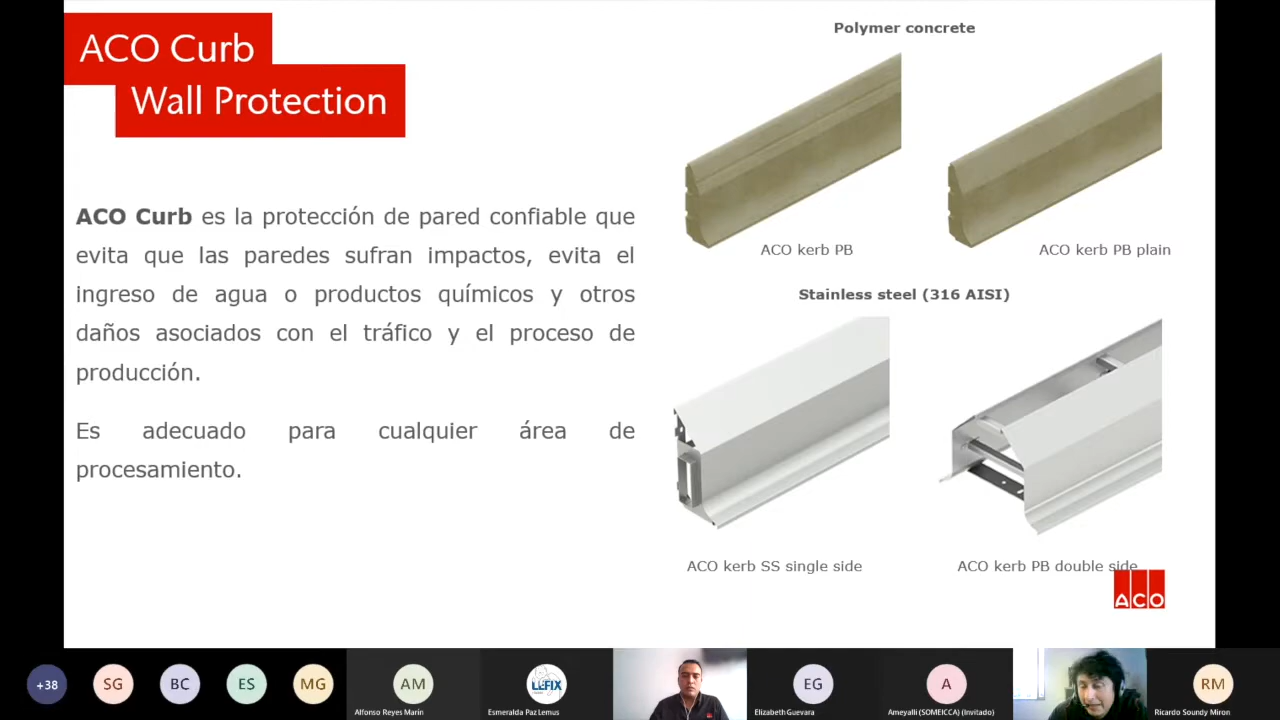 ACO Curb
Wall Protection
ACO Curb es la protección de pared confiable que
evita que las paredes sufran impactos, evita el
ingreso de agua o productos químicos y otros
daños asociados con el tráfico y el proceso de
producción.
Es adecuado para cualquier área de
procesamiento.
Polymer concrete
ACO kerb PB
ACO kerb PB plain
Stainless steel (316 AISI)
ACO kerb SS single side
ACO kerb PB double side
ACO
+38
SG
BC
ES
MG
AM
Alfonso Reyes Marin
LEFIX
Esmeralda Paz Lemus
EG
Elizabeth Guevara
A
Ameyalli (SOMEICCA) (Invitado)
RM
Ricardo Soundy Miron